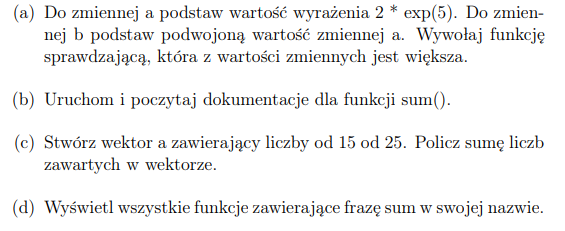 (a) Do zmiennej a podstaw wartość wyrażenia 2 * exp(5). Do zmien-
nej b podstaw podwojoną wartość zmiennej a. Wywołaj funkcję
sprawdzającą, która z wartości zmiennych jest większa.
(b) Uruchom i poczytaj dokumentacje dla funkcji sum().
(c) Stwórz wektor a zawierający liczby od 15 od 25. Policz sumę liczb
zawartych w wektorze.
(d) Wyświetl wszystkie funkcje zawierające frazę sum w swojej nazwie.